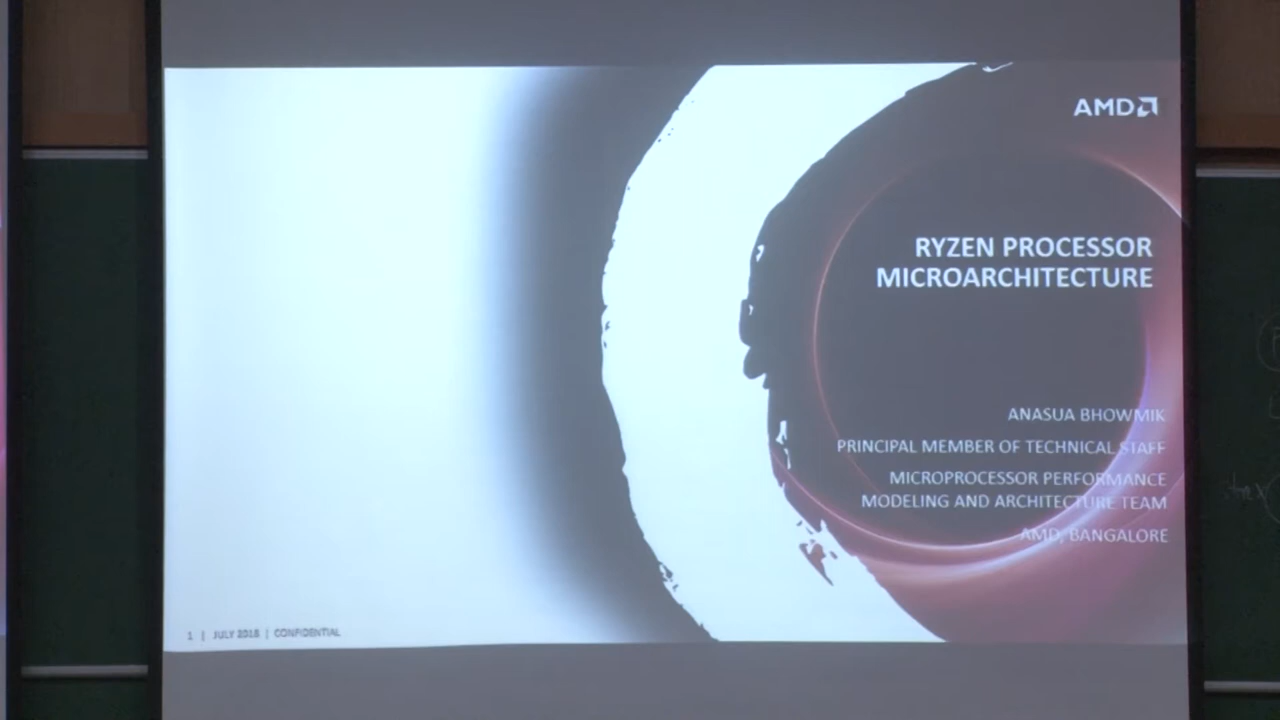 AMD
RYZEN PROCESSOR
MICROARCHITECTURE
ANASUA BHOWMIK
PRINCIPAL MEMBER OF TECHNICAL STAFF
MICROPROCESSOR PERFORMANCE
MODELING AND ARCHITECTURE TEAM
AMD, BANGALORE
1 | JULY 2018 | CONFIDENTIAL